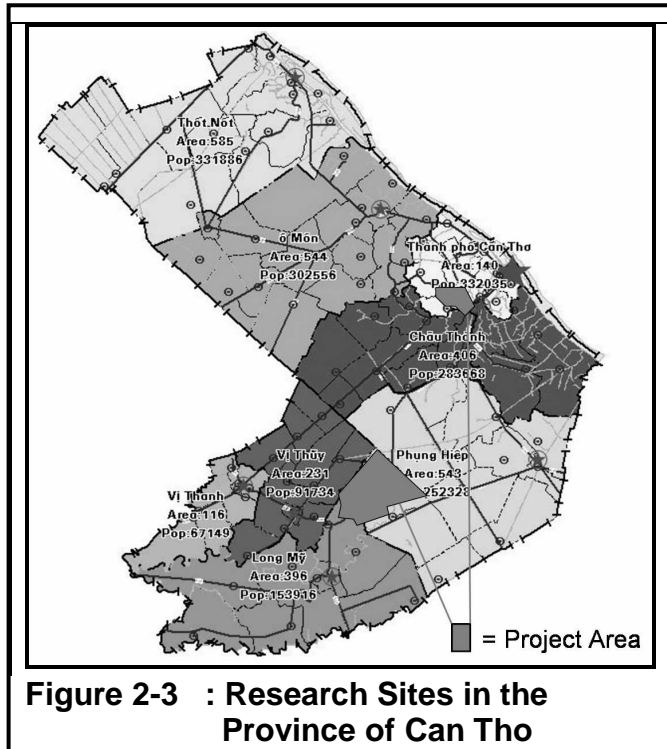 Thốt Nốt
Area:585
Pop:331886
ô Môn
Area:544
Pop:302556
Thành phố Cần Thơ
Area:140
Pop:332035
Châu Thành
Area:406
Pop:283668
Vị Thủy
Area:231
Pop:91734
Phụng Hiệp
Area:543
252328
Vị Thanh
Area:116
Pop:67149
Long Mỹ
Area:396
Pop:153916
= Project Area
Figure 2-3 : Research Sites in the
Province of Can Tho